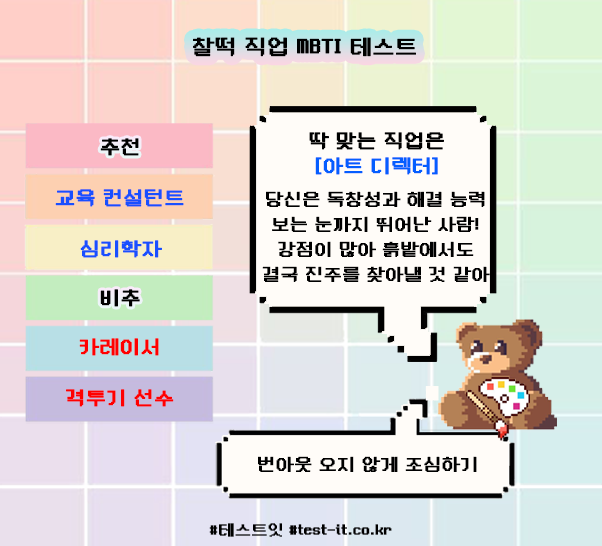 찰떡 직업 MBTI 테스트
추천
교육 컨설턴트
심리학자
비추
카레이서
격투기 선수
딱 맞는 직업은
[아트 디렉터]
당신은 독창성과 해결 능력
보는 눈까지 뛰어난 사람!
강점이 많아 흙밭에서도
결국 진주를 찾아낼 것 같아
번아웃 오지 않게 조심하기
#테스트잇 #test-it.co.kr